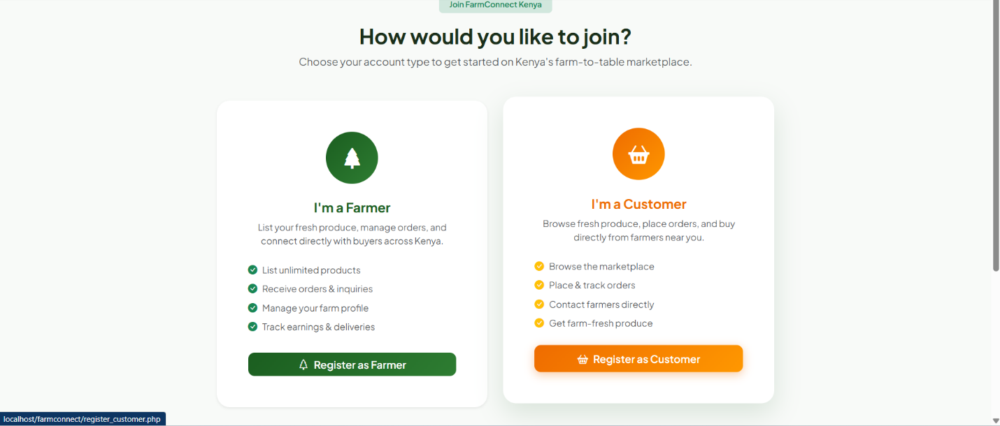 Join FarmConnect Kenya
How would you like to join?
Choose your account type to get started on Kenya's farm-to-table marketplace.
I'm a Farmer
List your fresh produce, manage orders, and
connect directly with buyers across Kenya.
List unlimited products
Receive orders & inquiries
Manage your farm profile
Track earnings & deliveries
Register as Farmer
I'm a Customer
Browse fresh produce, place orders, and buy
directly from farmers near you.
Browse the marketplace
Place & track orders
Contact farmers directly
Get farm-fresh produce
Register as Customer
localhost/farmconnect/register_customer.php